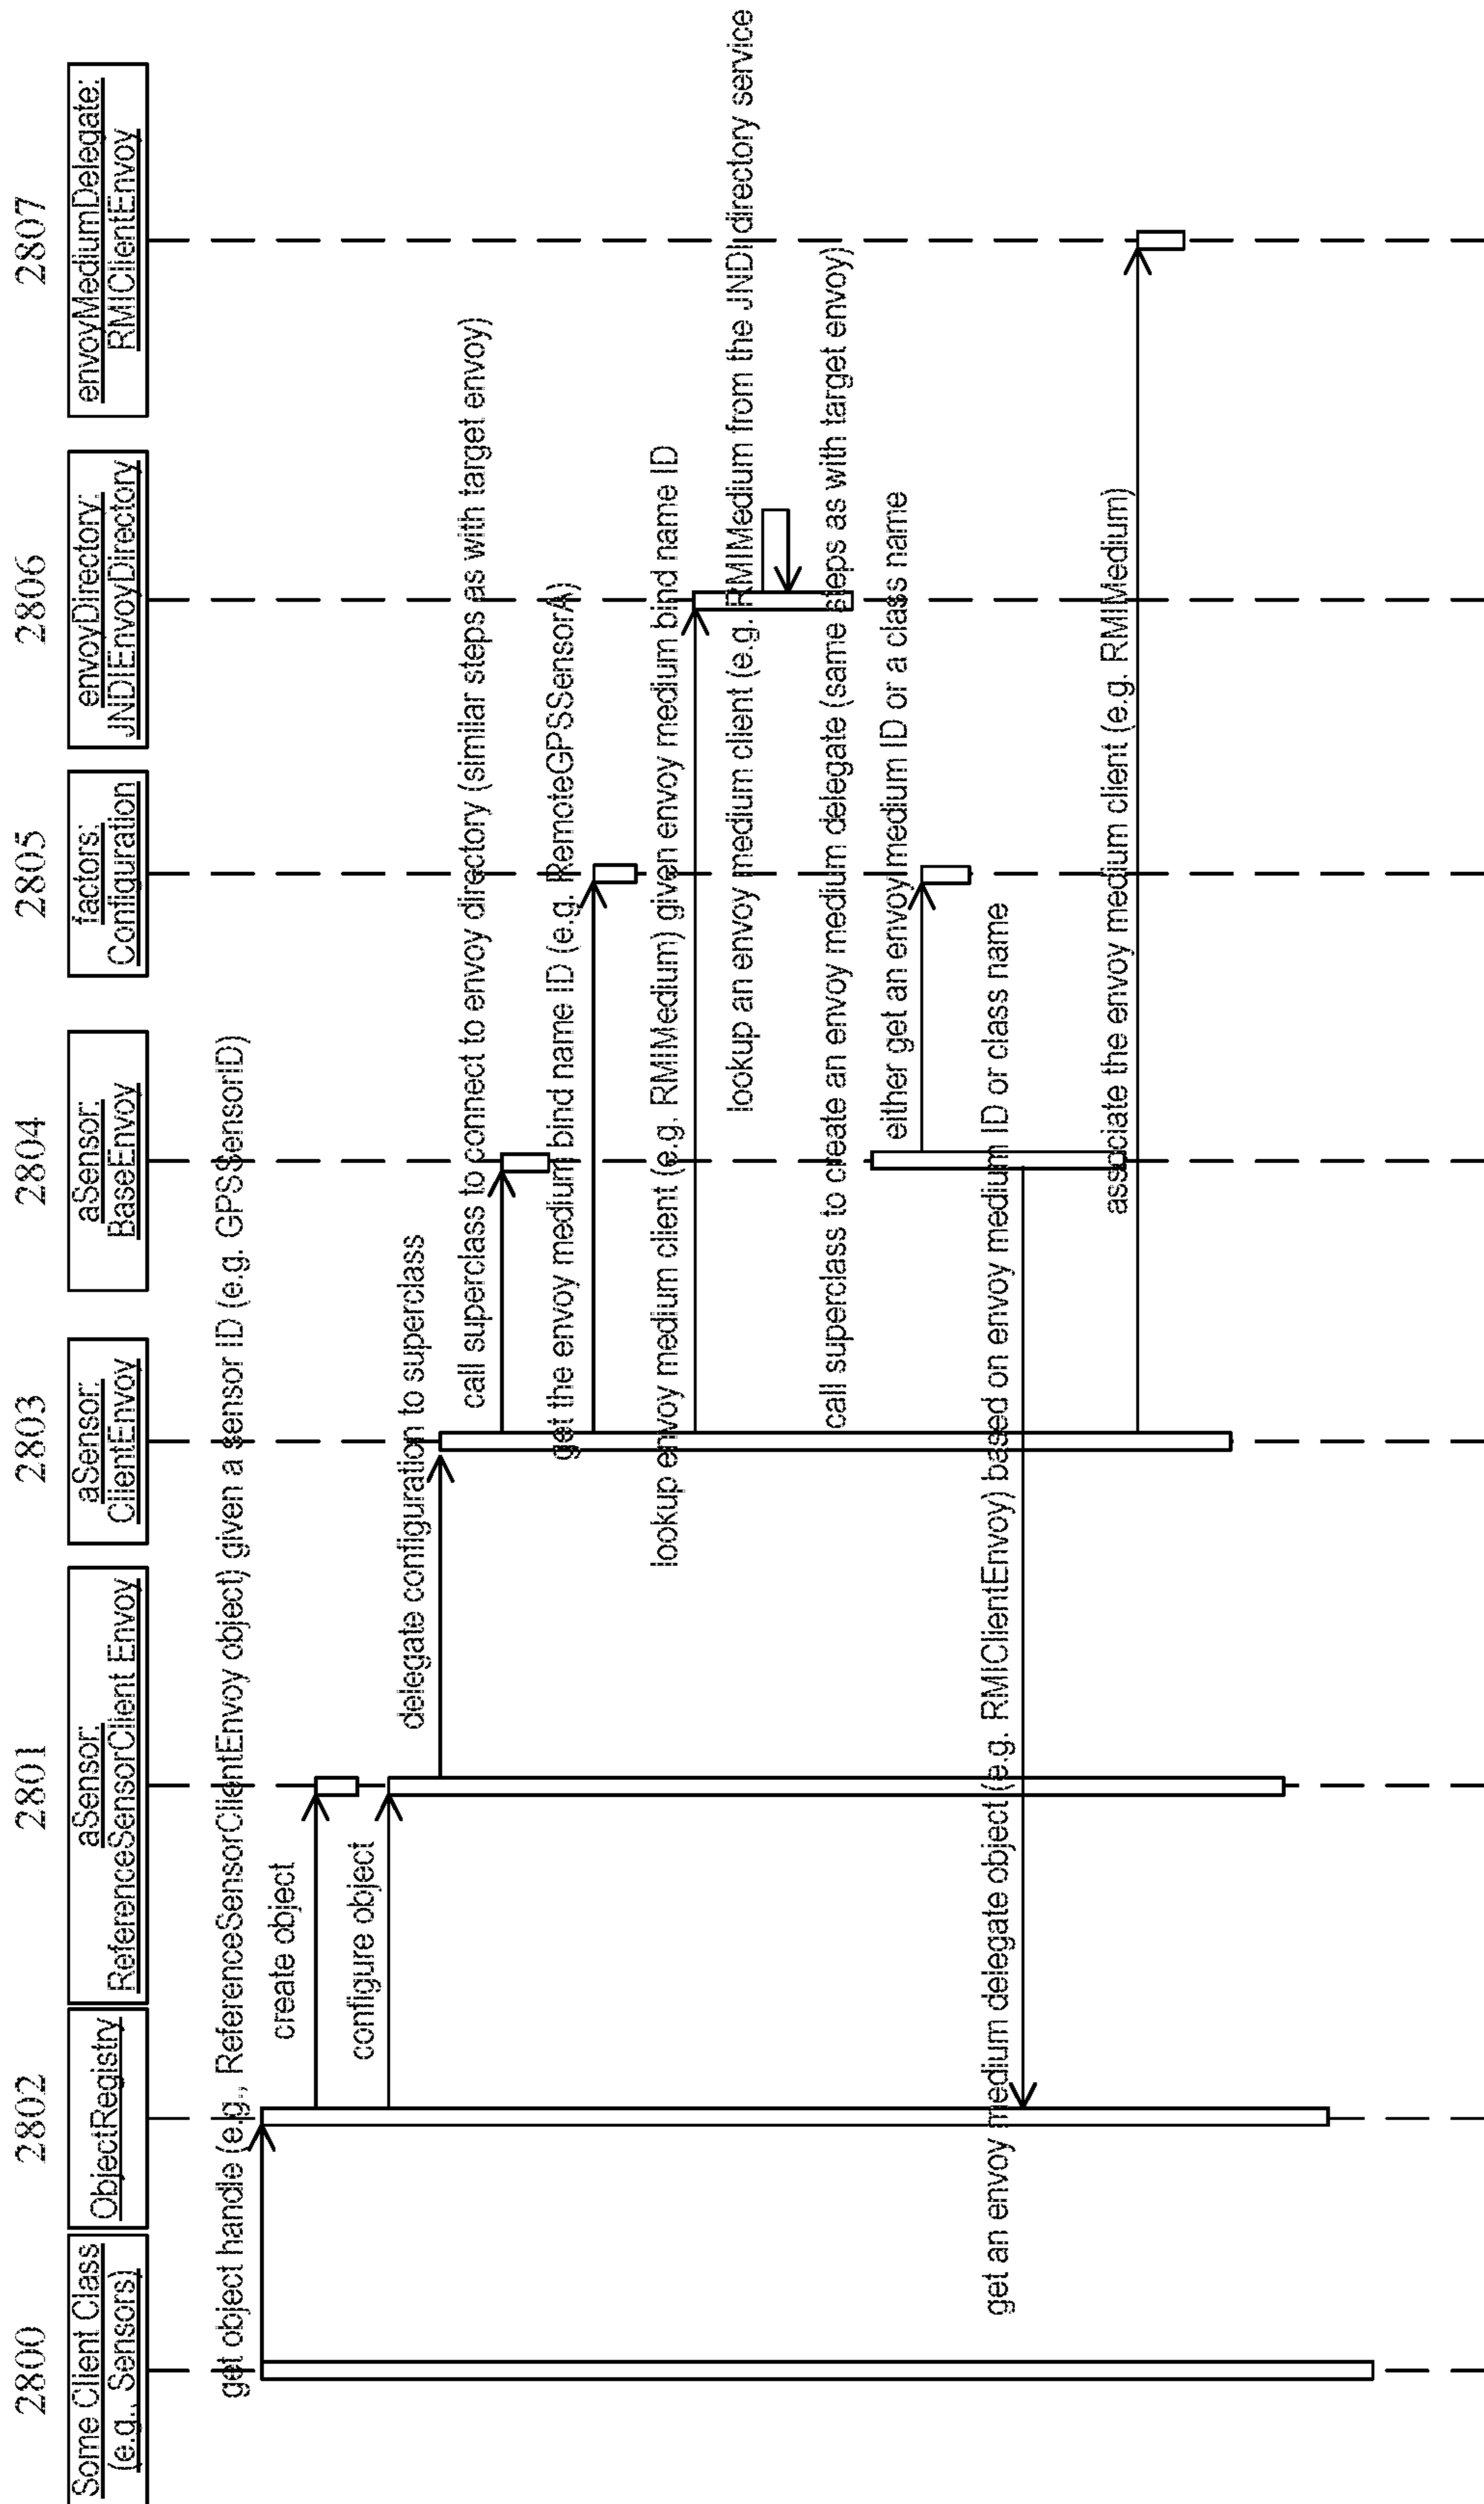 2800
2802
2801
2803
2804
2805
2806
2807
Some Client Class
(e.g., Sensors)
ObjectRegistry
aSensor:
ReferenceSensorClient Envoy
aSensor:
ClientEnvoy
aSensor:
BaseEnvoy
factors:
Configuration
envoyDirectory:
JNDIEnvoyDirectory
envoyMediumDelegate:
RMIClientEnvoy
get object handle (e.g., ReferenceSensorClientEnvoy object) given a sensor ID (e.g. GPSSensorID)
create object
configure object
delegate configuration to superclass
call superclass to connect to envoy directory (similar steps as with target envoy)
get the envoy medium bind name ID (e.g. RemoteGPSSensorA)
lookup envoy medium client (e.g. RMIMedium) given envoy medium bind name ID
lookup an envoy medium client (e.g. RMIMedium from the JNDI directory service
call superclass to create an envoy medium delegate (same steps as with target envoy)
either get an envoy medium ID or a class name
get an envoy medium delegate object (e.g. RMIClientEnvoy) based on envoy medium ID or class name
associate the envoy medium client (e.g. RMIMedium)